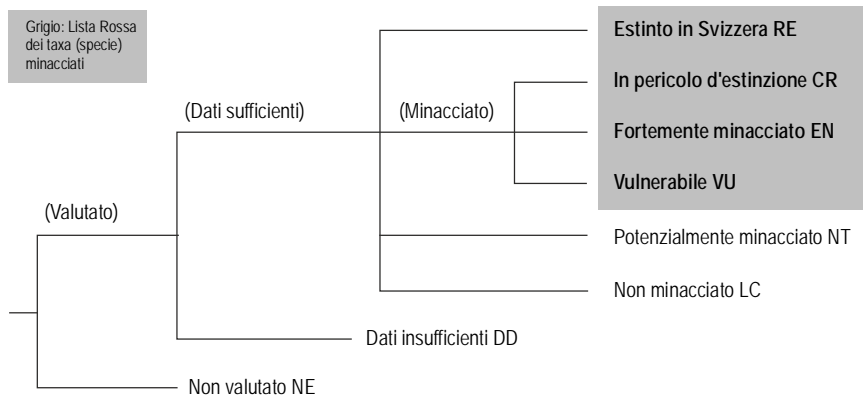 Grigio: Lista Rossa
dei taxa (specie)
minacciati
Estinto in Svizzera RE
In pericolo d'estinzione CR
(Dati sufficienti)
(Minacciato)
Fortemente minacciato EN
Vulnerabile VU
(Valutato)
Potenzialmente minacciato NT
Non minacciato LC
Dati insufficienti DD
Non valutato NE